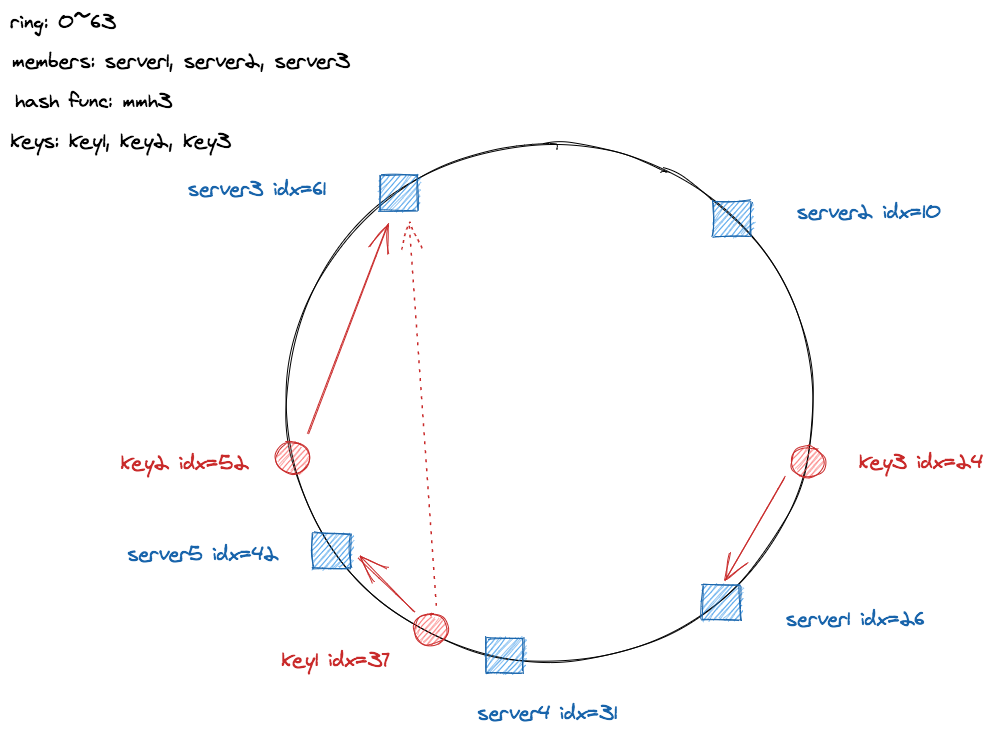 ring: 0~63
members: server1, server2, server3
hash func: mmh3
keys: key1, key2, key3
server3 idx=61
server2 idx=10
key2 idx=52
key3 idx=24
server5 idx=42
server1 idx=26
key1 idx=37
server4 idx=31